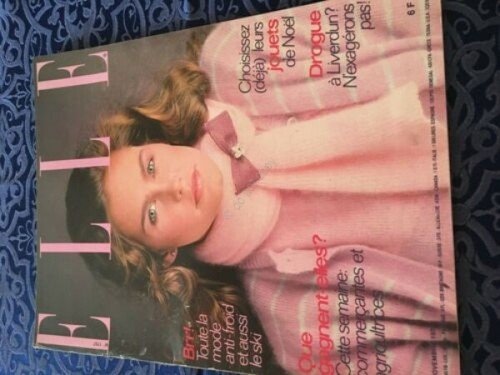 ELLE
Choisissez
(déjà) leurs
jouets
de Noël
Drogue
à Liverdun?
N'exagérons
pas!
6 F
Brr!
Toute la
mode
anti-froid
et aussi
le ski
Que
gagnent-elles?
Cette semaine:
commerçantes et
agricultrices